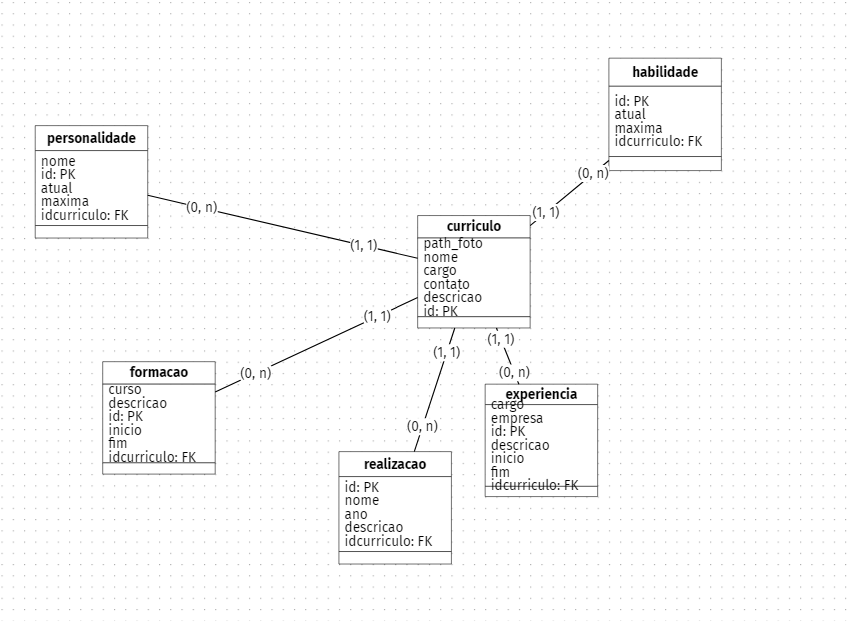 habilidade
id: PK
atual
maxima
idcurriculo: FK
personalidade
nome
id: PK
atual
maxima
idcurriculo: FK
(0, n)
(1, 1)
(0, n)
(1, 1)
curriculo
path_foto
nome
cargo
contato
descricao
id: PK
(1, 1)
(0, n)
(1, 1)
(0, n)
(1, 1)
(0, n)
formacao
curso
descricao
id: PK
inicio
fim
idcurriculo: FK
realizacao
id: PK
nome
ano
descricao
idcurriculo: FK
experiencia
cargo
empresa
id: PK
descricao
inicio
fim
idcurriculo: FK